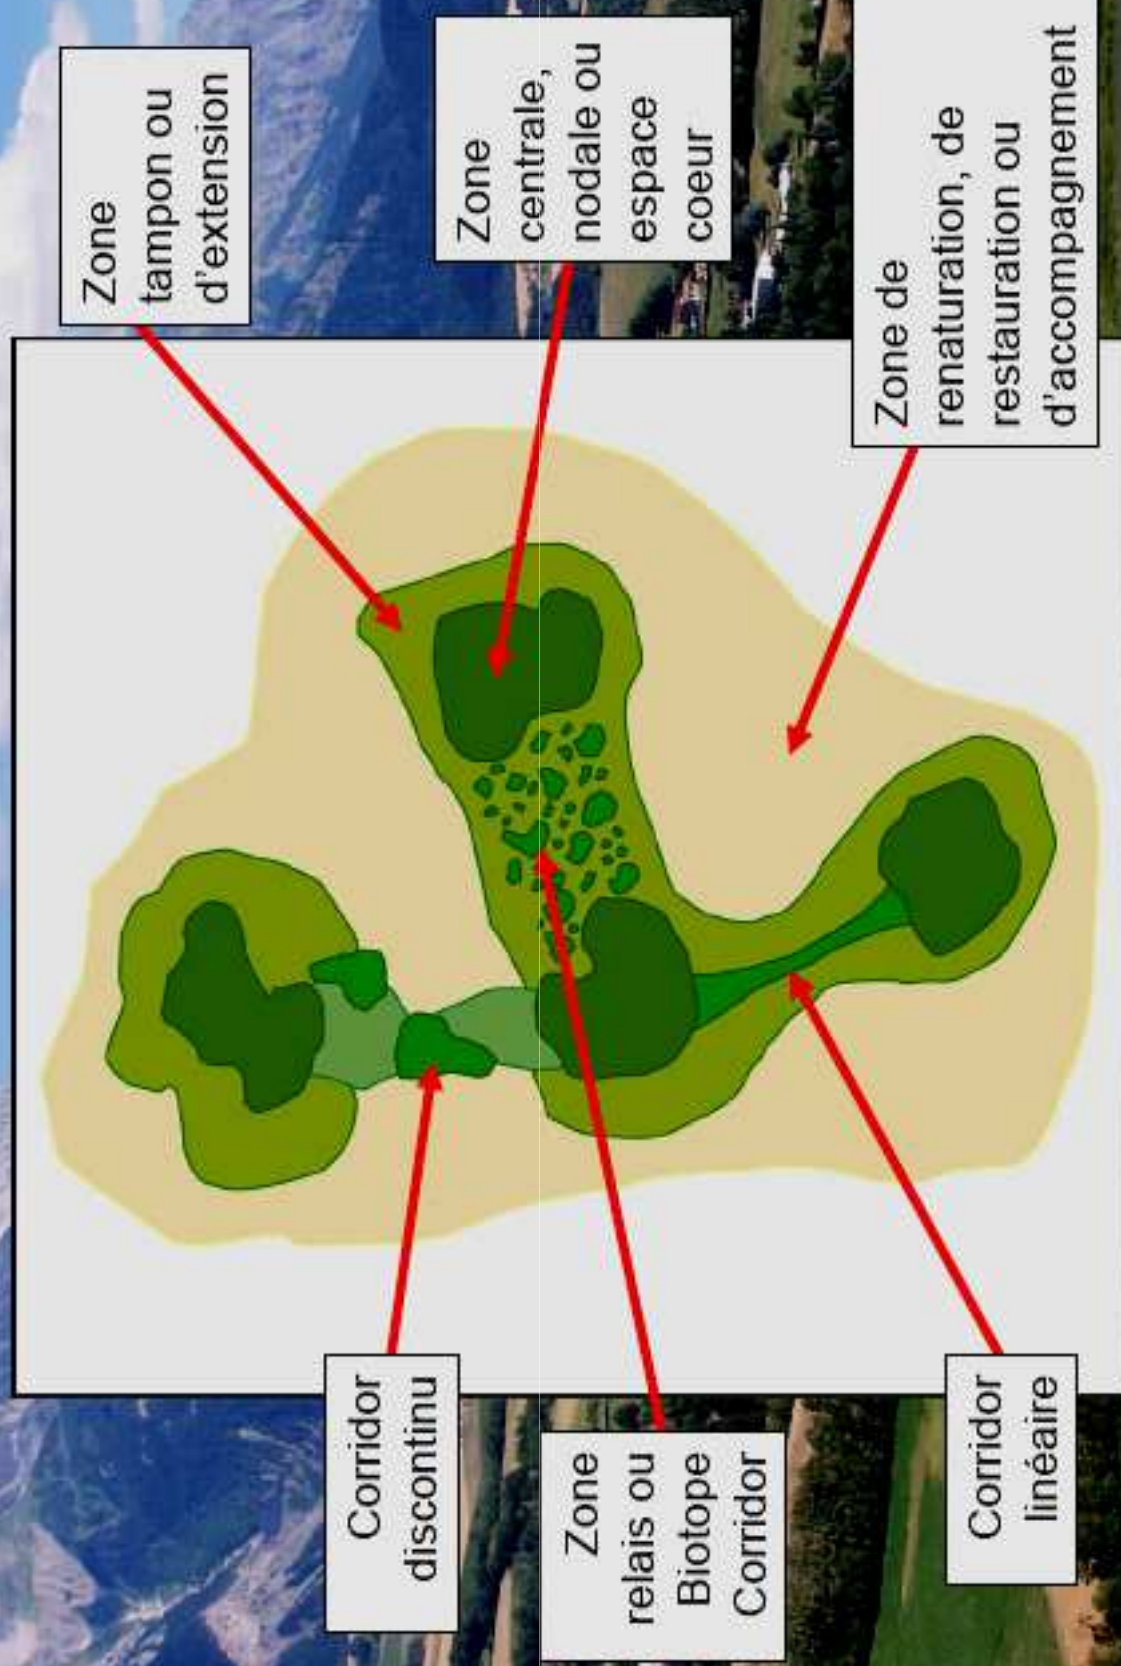 Zone
tampon ou
d'extension
Corridor
discontinu
Zone
centrale,
nodale ou
espace
coeur
Zone
relais ou
Biotope
Corridor
Zone de
renaturation, de
restauration ou
d'accompagnement
Corridor
linéaire